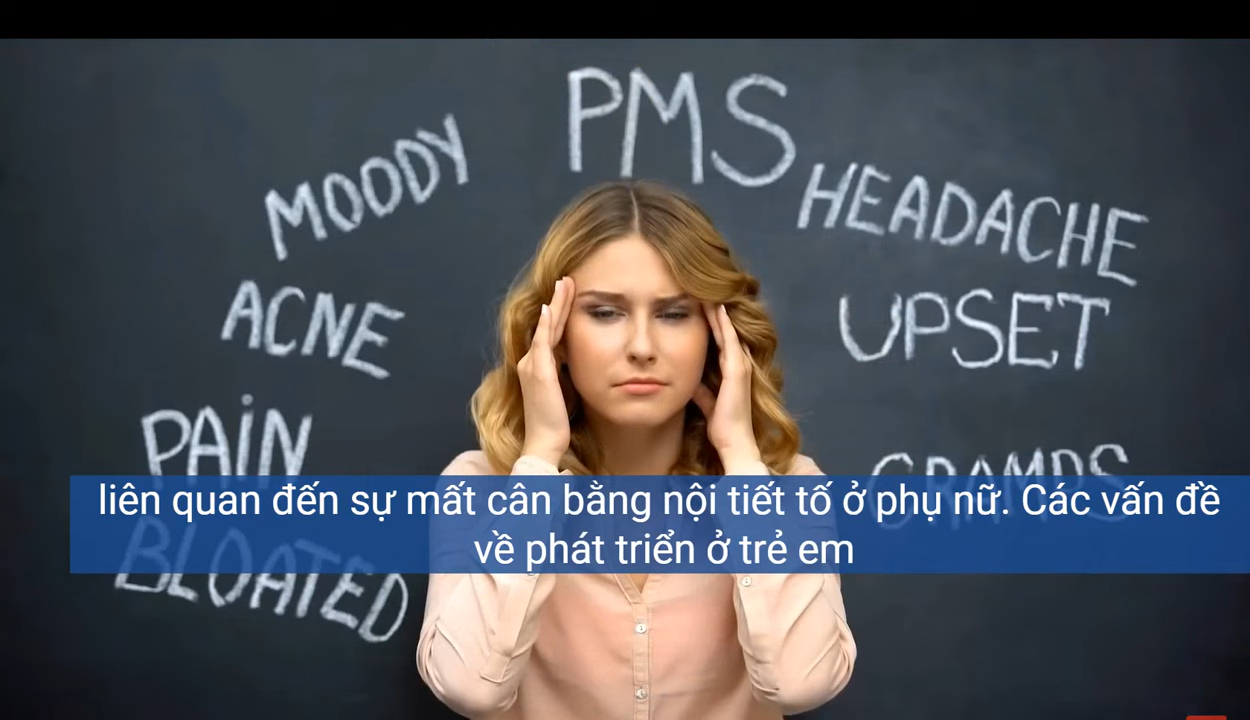 PMS
MOODY
HEADACHE
ACNE
UPSET
PAiN
CRAMPS
liên quan đến sự mất cân bằng nội tiết tố ở phụ nữ. Các vấn đề
về phát triển ở trẻ em
BLOATED